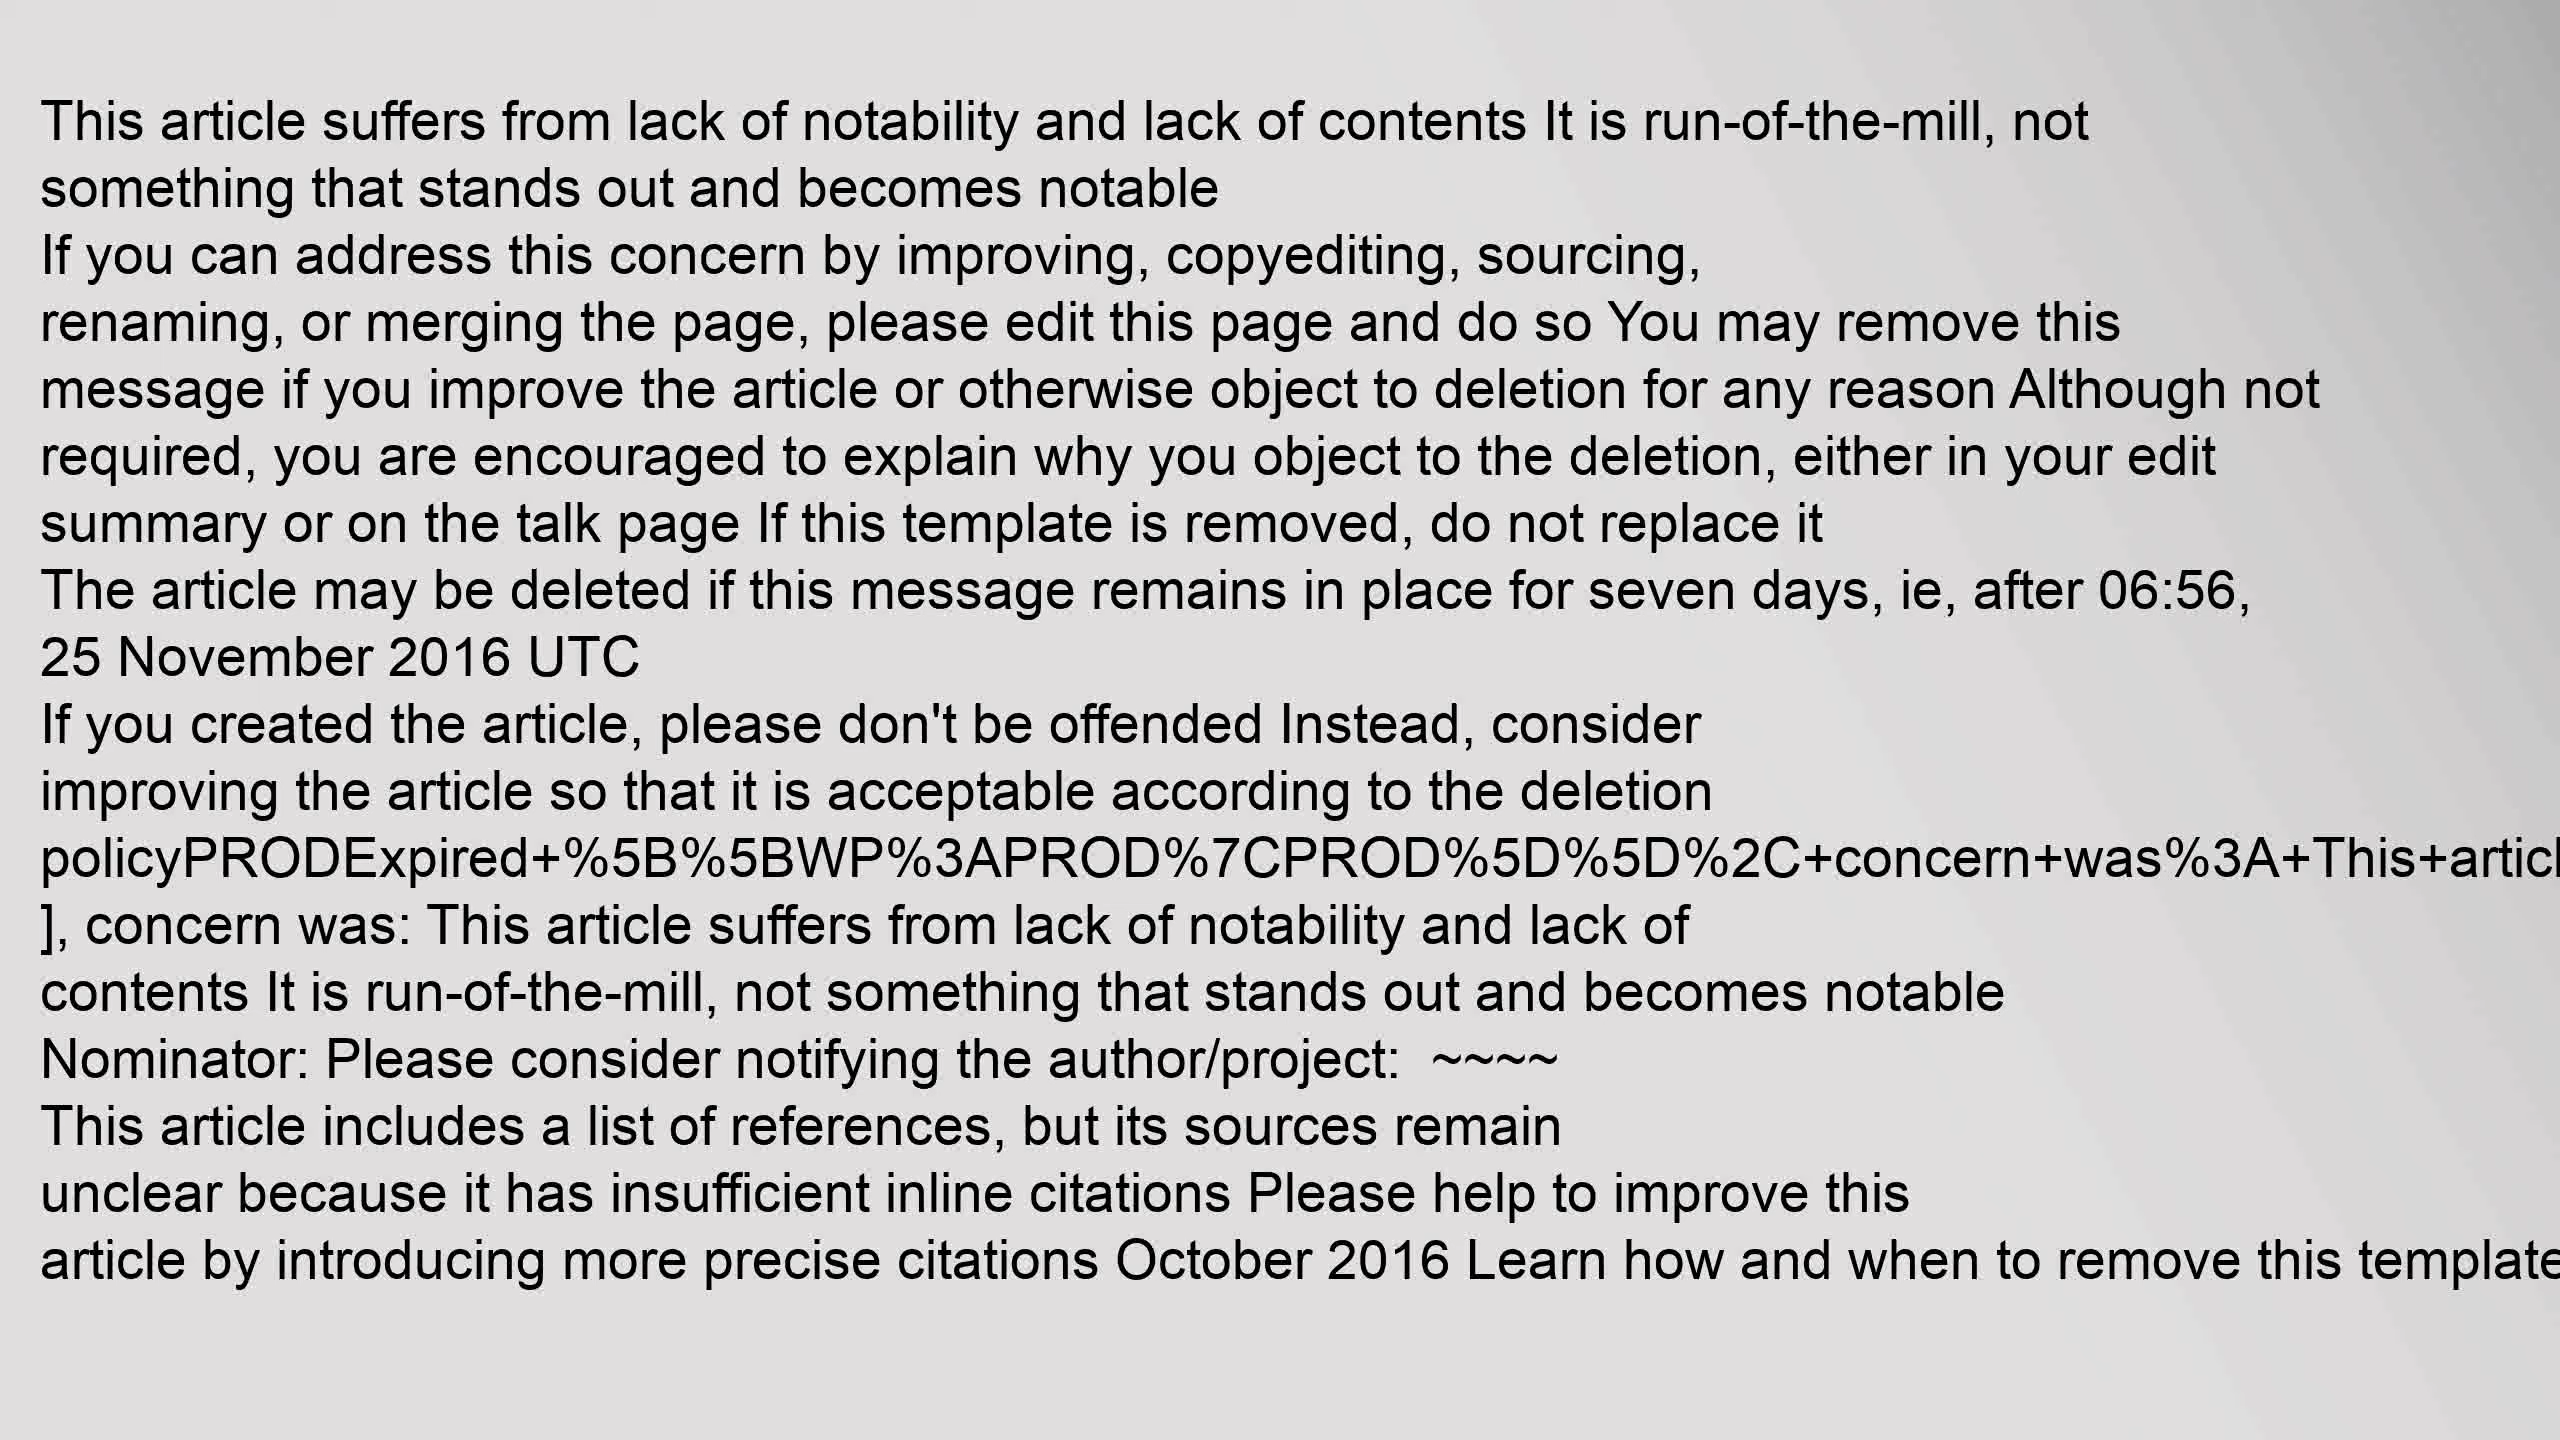 This article suffers from lack of notability and lack of contents It is run-of-the-mill, not
something that stands out and becomes notable
If you can address this concern by improving, copyediting, sourcing,
renaming, or merging the page, please edit this page and do so You may remove this
message if you improve the article or otherwise object to deletion for any reason Although not
required, you are encouraged to explain why you object to the deletion, either in your edit
summary or on the talk page If this template is removed, do not replace it
The article may be deleted if this message remains in place for seven days, ie, after 06:56,
25 November 2016 UTC
If you created the article, please don't be offended Instead, consider
improving the article so that it is acceptable according to the deletion
policyPRODExpired+%5B%5BWP%3APROD%7CPROD%5D%5D%2C+concern+was%3A+This+articl
], concern was: This article suffers from lack of notability and lack of
contents It is run-of-the-mill, not something that stands out and becomes notable
Nominator: Please consider notifying the author/project:  ~~~~
This article includes a list of references, but its sources remain
unclear because it has insufficient inline citations Please help to improve this
article by introducing more precise citations October 2016 Learn how and when to remove this template